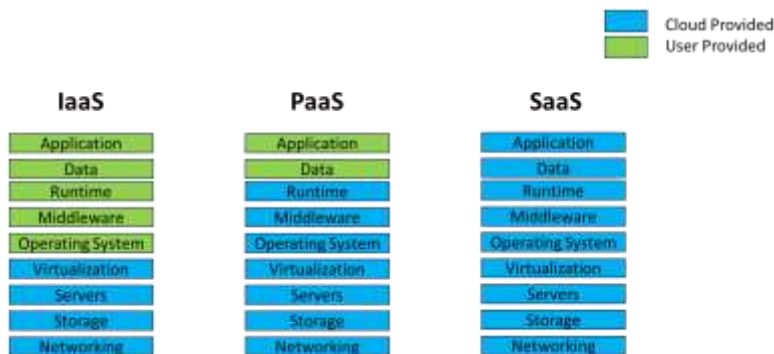 Cloud Provided
User Provided
IaaS PaaS SaaS
Application Application Application
Data Data Data
Runtime Runtime Runtime
Middleware Middleware Middleware
Operating System Operating System Operating System
Virtualization Virtualization Virtualization
Servers Servers Servers
Storage Storage Storage
Networking Networking Networking